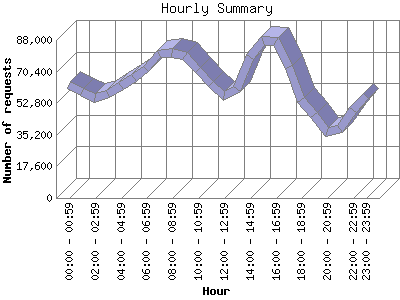 Hourly Summary
Number of requests
88,000
70,400
52,800
35,200
17,600
0
00:00 - 00:59
02:00 - 02:59
04:00 - 04:59
06:00 - 06:59
08:00 - 08:59
10:00 - 10:59
12:00 - 12:59
14:00 - 14:59
16:00 - 16:59
18:00 - 18:59
20:00 - 20:59
22:00 - 22:59
23:00 - 23:59
Hour